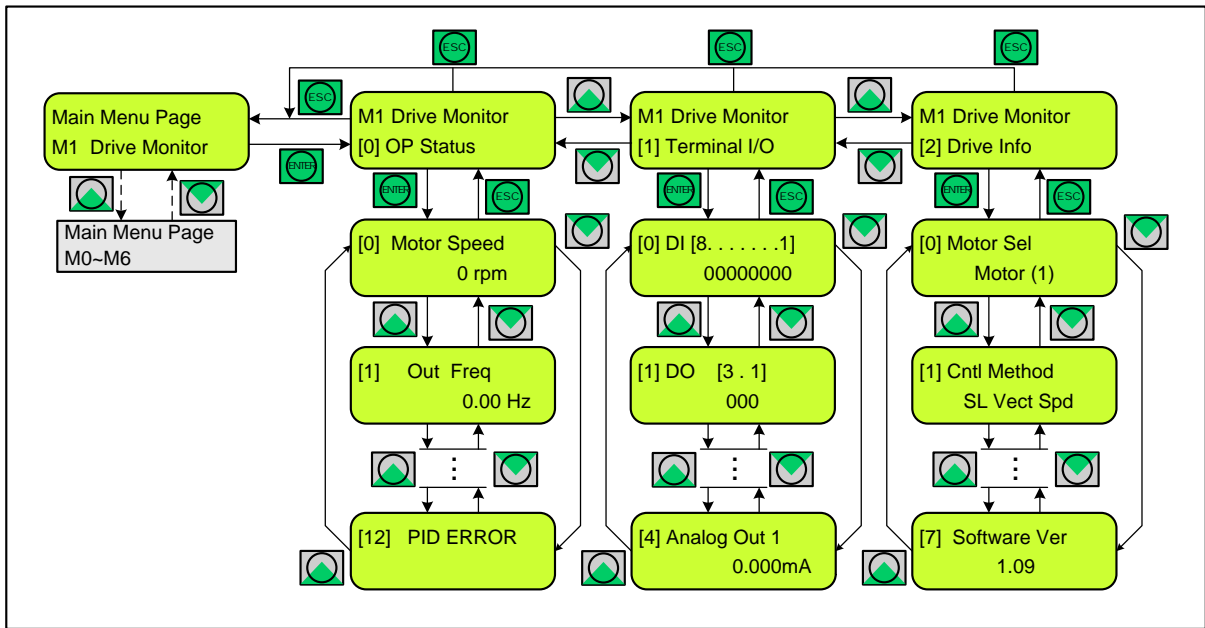 ESC
ESC
ESC
ESC
Main Menu Page
M1 Drive Monitor
M1 Drive Monitor
[0] OP Status
M1 Drive Monitor
[1] Terminal I/O
M1 Drive Monitor
[2] Drive Info
ENTER
ENTER
ESC
ENTER
ESC
ENTER
ESC
Main Menu Page
M0~M6
[0] Motor Speed
0 rpm
[0] DI [8. . . . . . .1]
00000000
[0] Motor Sel
Motor (1)
[1] Out Freq
0.00 Hz
[1] DO [3 . 1]
000
[1] Cntl Method
SL Vect Spd
[12] PID ERROR
[4] Analog Out 1
0.000mA
[7] Software Ver
1.09